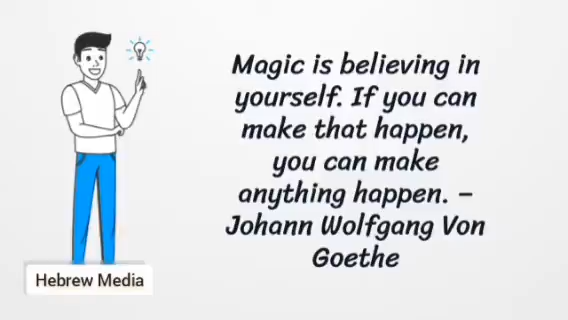 Magic is believing in
yourself. If you can
make that happen,
you can make
anything happen. –
Johann Wolfgang Von
Goethe
Hebrew Media